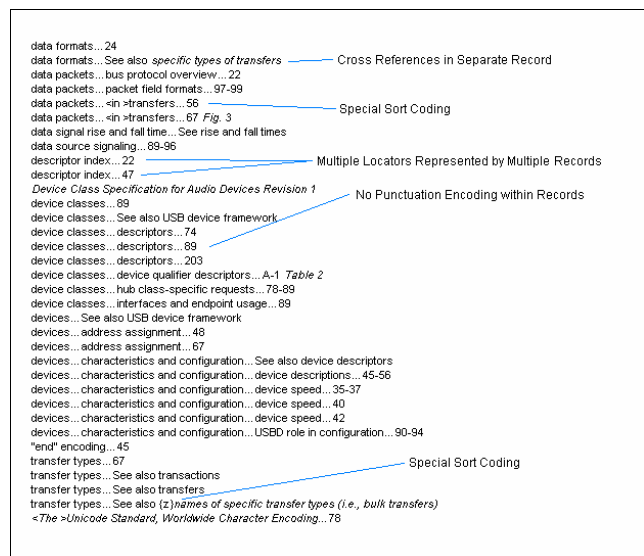 data formats...24
data formats...See also specific types of transfers
Cross References in Separate Record
data packets...bus protocol overview...22
data packets...packet field formats...97-99
data packets...<in >transfers...56
Special Sort Coding
data packets...<in >transfers...67 Fig. 3
data signal rise and fall time...See rise and fall times
data source signaling...89-96
descriptor index...22
Multiple Locators Represented by Multiple Records
descriptor index...47
Device Class Specification for Audio Devices Revision 1
No Punctuation Encoding within Records
device classes...89
device classes...See also USB device framework
device classes...descriptors...74
device classes...descriptors...89
device classes...descriptors...203
device classes...device qualifier descriptors...A-1 Table 2
device classes...hub class-specific requests...78-89
device classes...interfaces and endpoint usage...89
devices...See also USB device framework
devices...address assignment...48
devices...address assignment...67
devices...characteristics and configuration...See also device descriptors
devices...characteristics and configuration...device descriptions...45-56
devices...characteristics and configuration...device speed...35-37
devices...characteristics and configuration...device speed...40
devices...characteristics and configuration...device speed...42
devices...characteristics and configuration...USBD role in configuration...90-94
"end" encoding...45
transfer types...67
Special Sort Coding
transfer types...See also transactions
transfer types...See also transfers
transfer types...See also {z}names of specific transfer types (i.e., bulk transfers)
<The >Unicode Standard, Worldwide Character Encoding...78